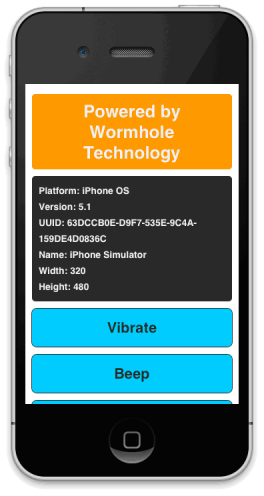 Powered by
Wormhole
Technology
Platform: iPhone OS
Version: 5.1
UUID: 63DCCB0E-D9F7-535E-9C4A-
159DE4D0836C
Name: iPhone Simulator
Width: 320
Height: 480
Vibrate
Beep